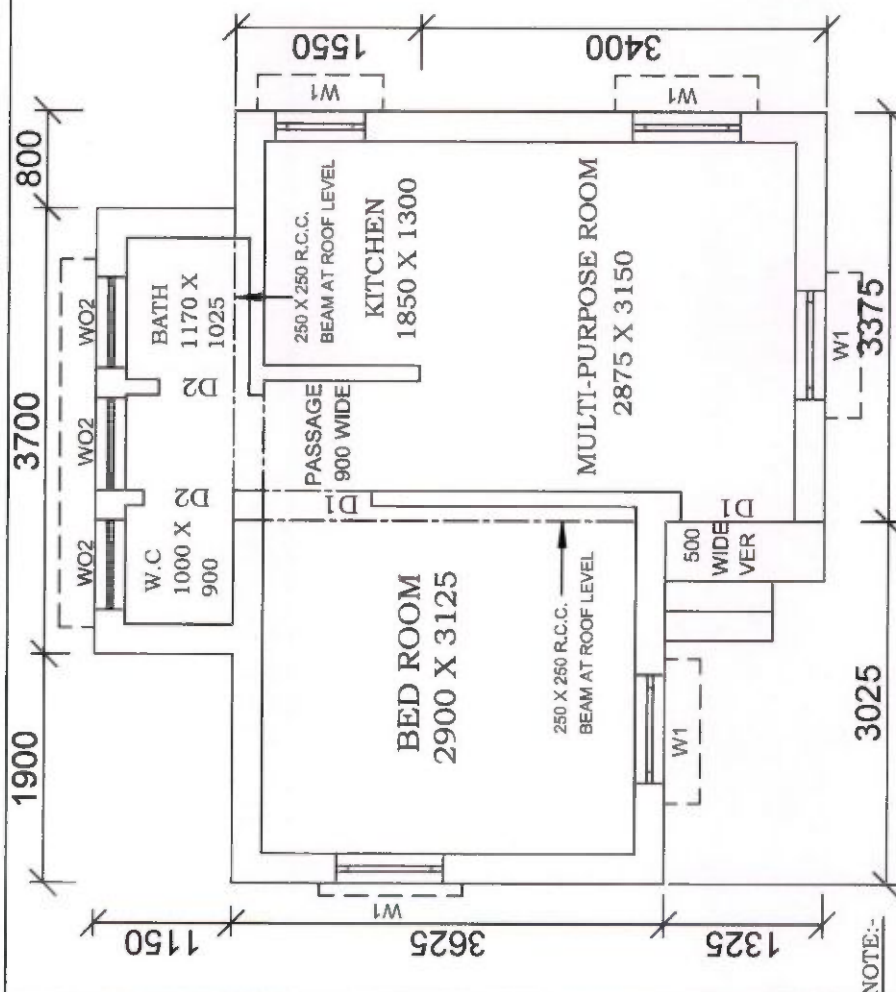 1900
3700
800
1150
3625
1325
1550
3400
3025
3375
WO2
WO2
WO2
W.C
1000 X
900
D2
D2
BATH
1170 X
1025
250 X 250 R.C.C.
BEAM AT ROOF LEVEL
PASSAGE
900 WIDE
KITCHEN
1850 X 1300
W1
W1
BED ROOM
2900 X 3125
D1
250 X 250 R.C.C.
BEAM AT ROOF LEVEL
MULTI-PURPOSE ROOM
2875 X 3150
W1
W1
500
WIDE
VER
D1
W1
NOTE:-